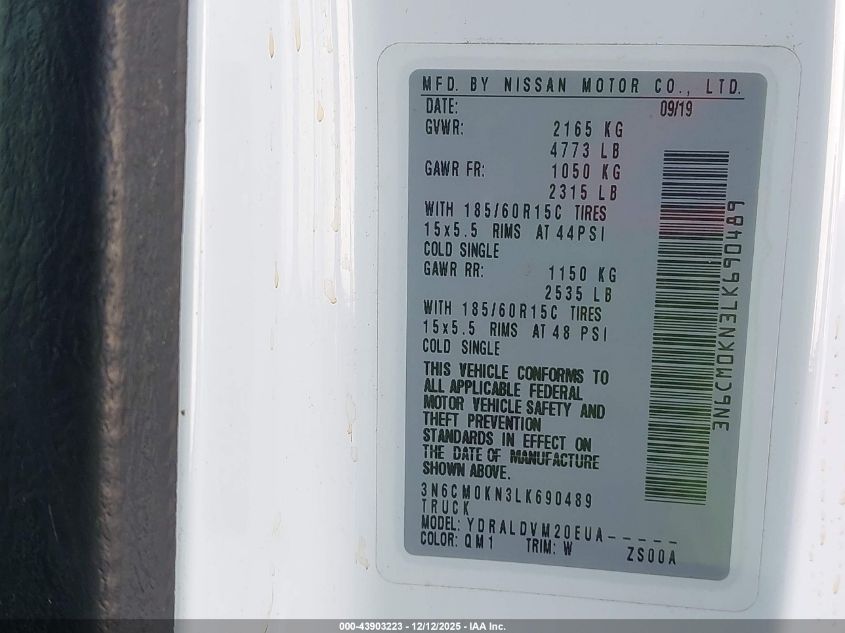 MFD. BY NISSAN MOTOR CO., LTD.
DATE: 09/19
GVWR: 2165 KG
4773 LB
GAWR FR: 1050 KG
2315 LB
WITH 185/60R15C TIRES
15x5.5 RIMS AT 44PSI
COLD SINGLE
GAWR RR: 1150 KG
2535 LB
WITH 185/60R15C TIRES
15x5.5 RIMS AT 48 PSI
COLD SINGLE
THIS VEHICLE CONFORMS TO
ALL APPLICABLE FEDERAL
MOTOR VEHICLE SAFETY AND
THEFT PREVENTION
STANDARDS IN EFFECT ON
THE DATE OF MANUFACTURE
SHOWN ABOVE.
3N6CM0KN3LK690489
TRUCK
MODEL: YDRALDVM20EUA-----
COLOR: QM1 TRIM: W ZS00A
3N6CM0KN3LK690489
000-43903223 - 12/12/2025 - IAA Inc.